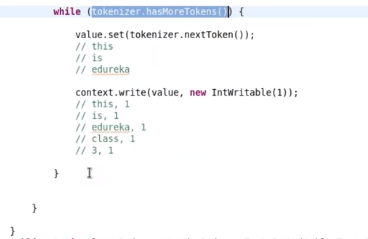 while (tokenizer.hasMoreTokens()) {
value.set(tokenizer.nextToken());
// this
// is
// edureka
context.write(value, new IntWritable(1));
// this, 1
// is, 1
// edureka, 1
// class, 1
// 3, 1
}
}
}